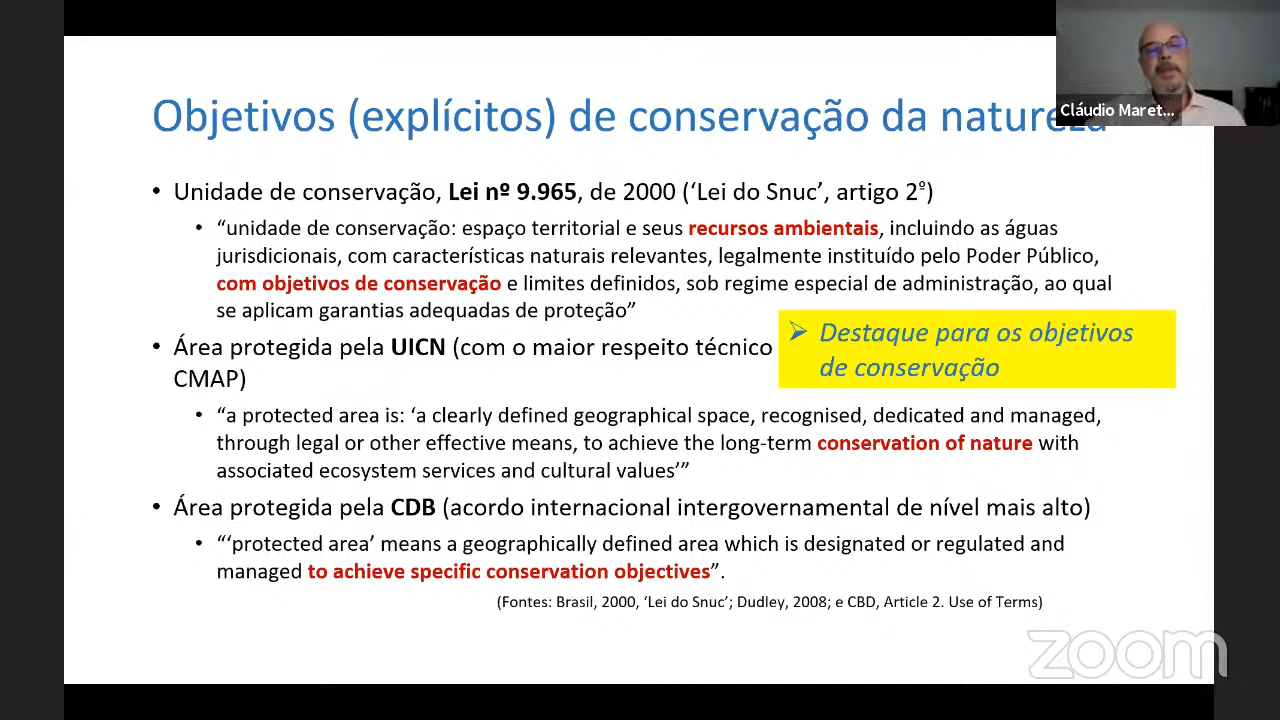 Objetivos (explícitos) de conservação da natureza
Cláudio Maret...
• Unidade de conservação, Lei nº 9.965, de 2000 (‘Lei do Snuc’, artigo 2º)
• “unidade de conservação: espaço territorial e seus recursos ambientais, incluindo as águas
jurisdicionais, com características naturais relevantes, legalmente instituído pelo Poder Público,
com objetivos de conservação e limites definidos, sob regime especial de administração, ao qual
se aplicam garantias adequadas de proteção”
• Área protegida pela UICN (com o maior respeito técnico
CMAP)
➢ Destaque para os objetivos
de conservação
• “a protected area is: ‘a clearly defined geographical space, recognised, dedicated and managed,
through legal or other effective means, to achieve the long-term conservation of nature with
associated ecosystem services and cultural values’”
• Área protegida pela CDB (acordo internacional intergovernamental de nível mais alto)
• “‘protected area’ means a geographically defined area which is designated or regulated and
managed to achieve specific conservation objectives”.
(Fontes: Brasil, 2000, ‘Lei do Snuc’; Dudley, 2008; e CBD, Article 2. Use of Terms)
zoom